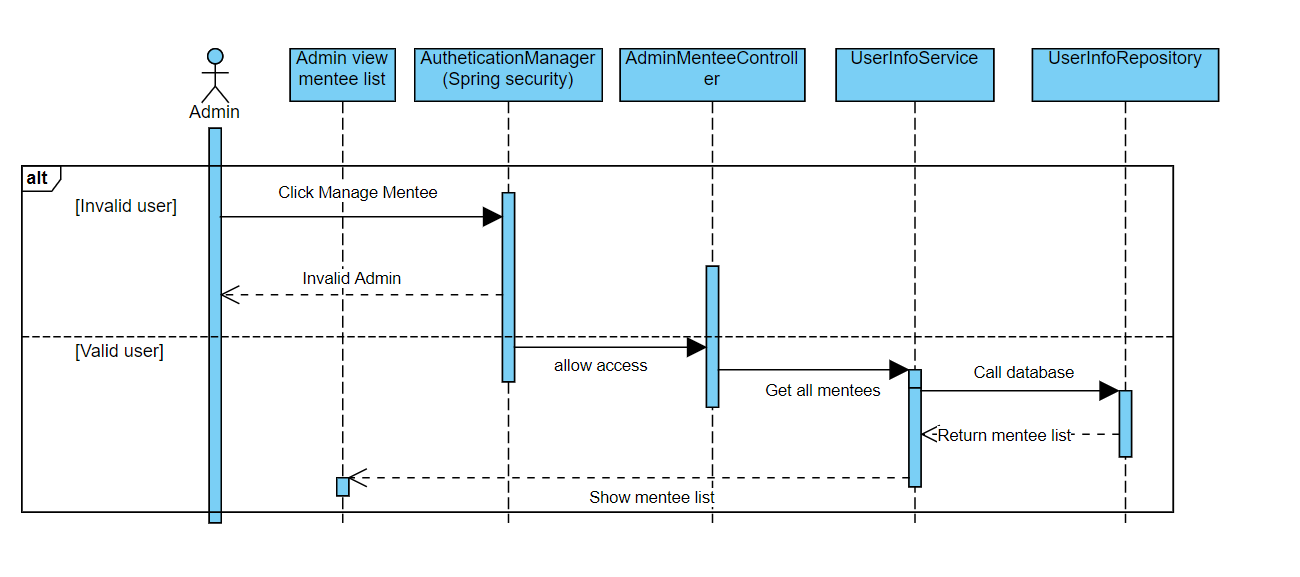 Admin
Admin view
mentee list
AutheticationManager
(Spring security)
AdminMenteeControll
er
UserInfoService
UserInfoRepository
alt
[Invalid user]
Click Manage Mentee
Invalid Admin
[Valid user]
allow access
Get all mentees
Call database
Return mentee list
Show mentee list